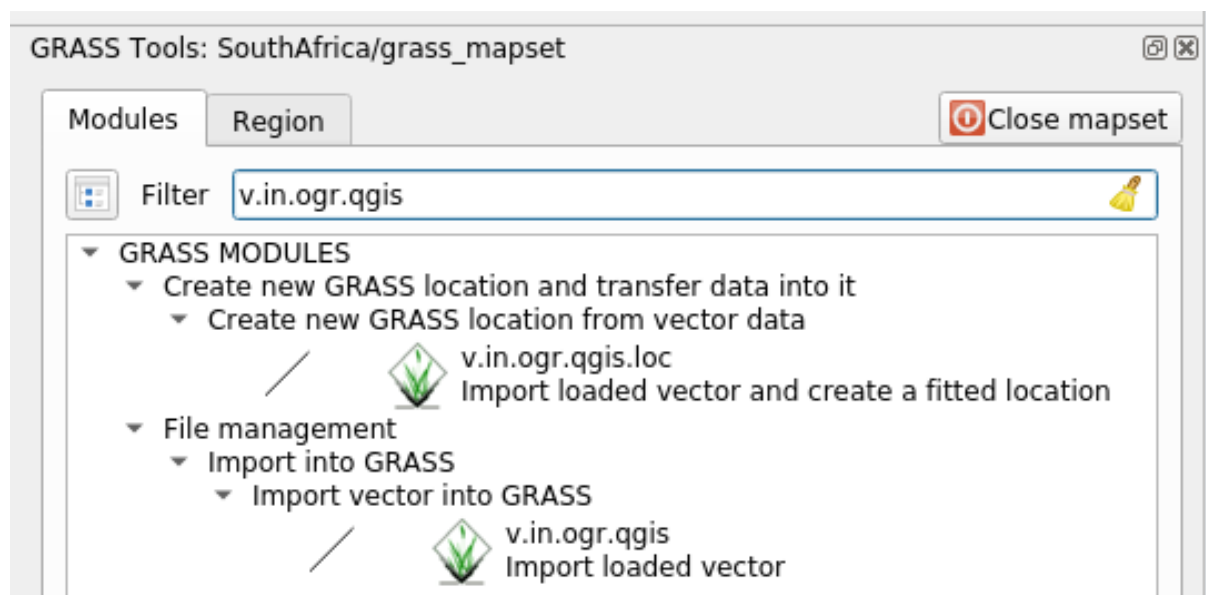 GRASS Tools: SouthAfrica/grass_mapset
Modules
Region
Close mapset
Filter
v.in.ogr.qgis
GRASS MODULES
Create new GRASS location and transfer data into it
Create new GRASS location from vector data
v.in.ogr.qgis.loc
Import loaded vector and create a fitted location
File management
Import into GRASS
Import vector into GRASS
v.in.ogr.qgis
Import loaded vector